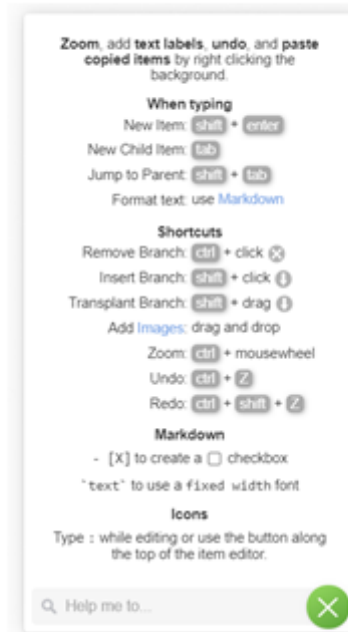 Zoom, add text labels, undo, and paste
copied items by right clicking the
background.
When typing
New Item: shift + enter
New Child Item: tab
Jump to Parent: shift + tab
Format text: use Markdown
Shortcuts
Remove Branch: ctrl + click
Insert Branch: shift + click
Transplant Branch: shift + drag
Add Images: drag and drop
Zoom: ctrl + mousewheel
Undo: ctrl + Z
Redo: ctrl + shift + Z
Markdown
- [X] to create a checkbox
`text` to use a fixed width font
Icons
Type : while editing or use the button along
the top of the item editor.
Help me to...